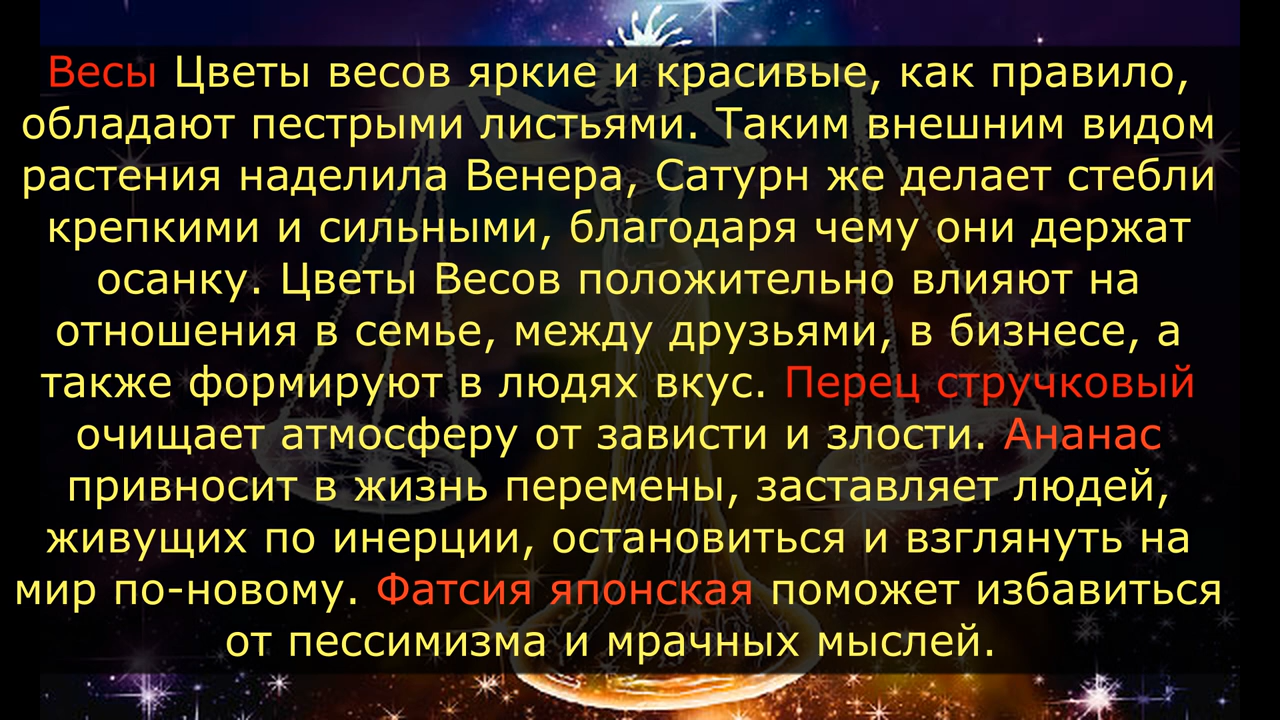 Весы Цветы весов яркие и красивые, как правило,
обладают пестрыми листьями. Таким внешним видом
растения наделила Венера, Сатурн же делает стебли
крепкими и сильными, благодаря чему они держат
осанку. Цветы Весов положительно влияют на
отношения в семье, между друзьями, в бизнесе, а
также формируют в людях вкус. Перец стручковый
очищает атмосферу от зависти и злости. Ананас
привносит в жизнь перемены, заставляет людей,
живущих по инерции, остановиться и взглянуть на
мир по-новому. Фатсия японская поможет избавиться
от пессимизма и мрачных мыслей.